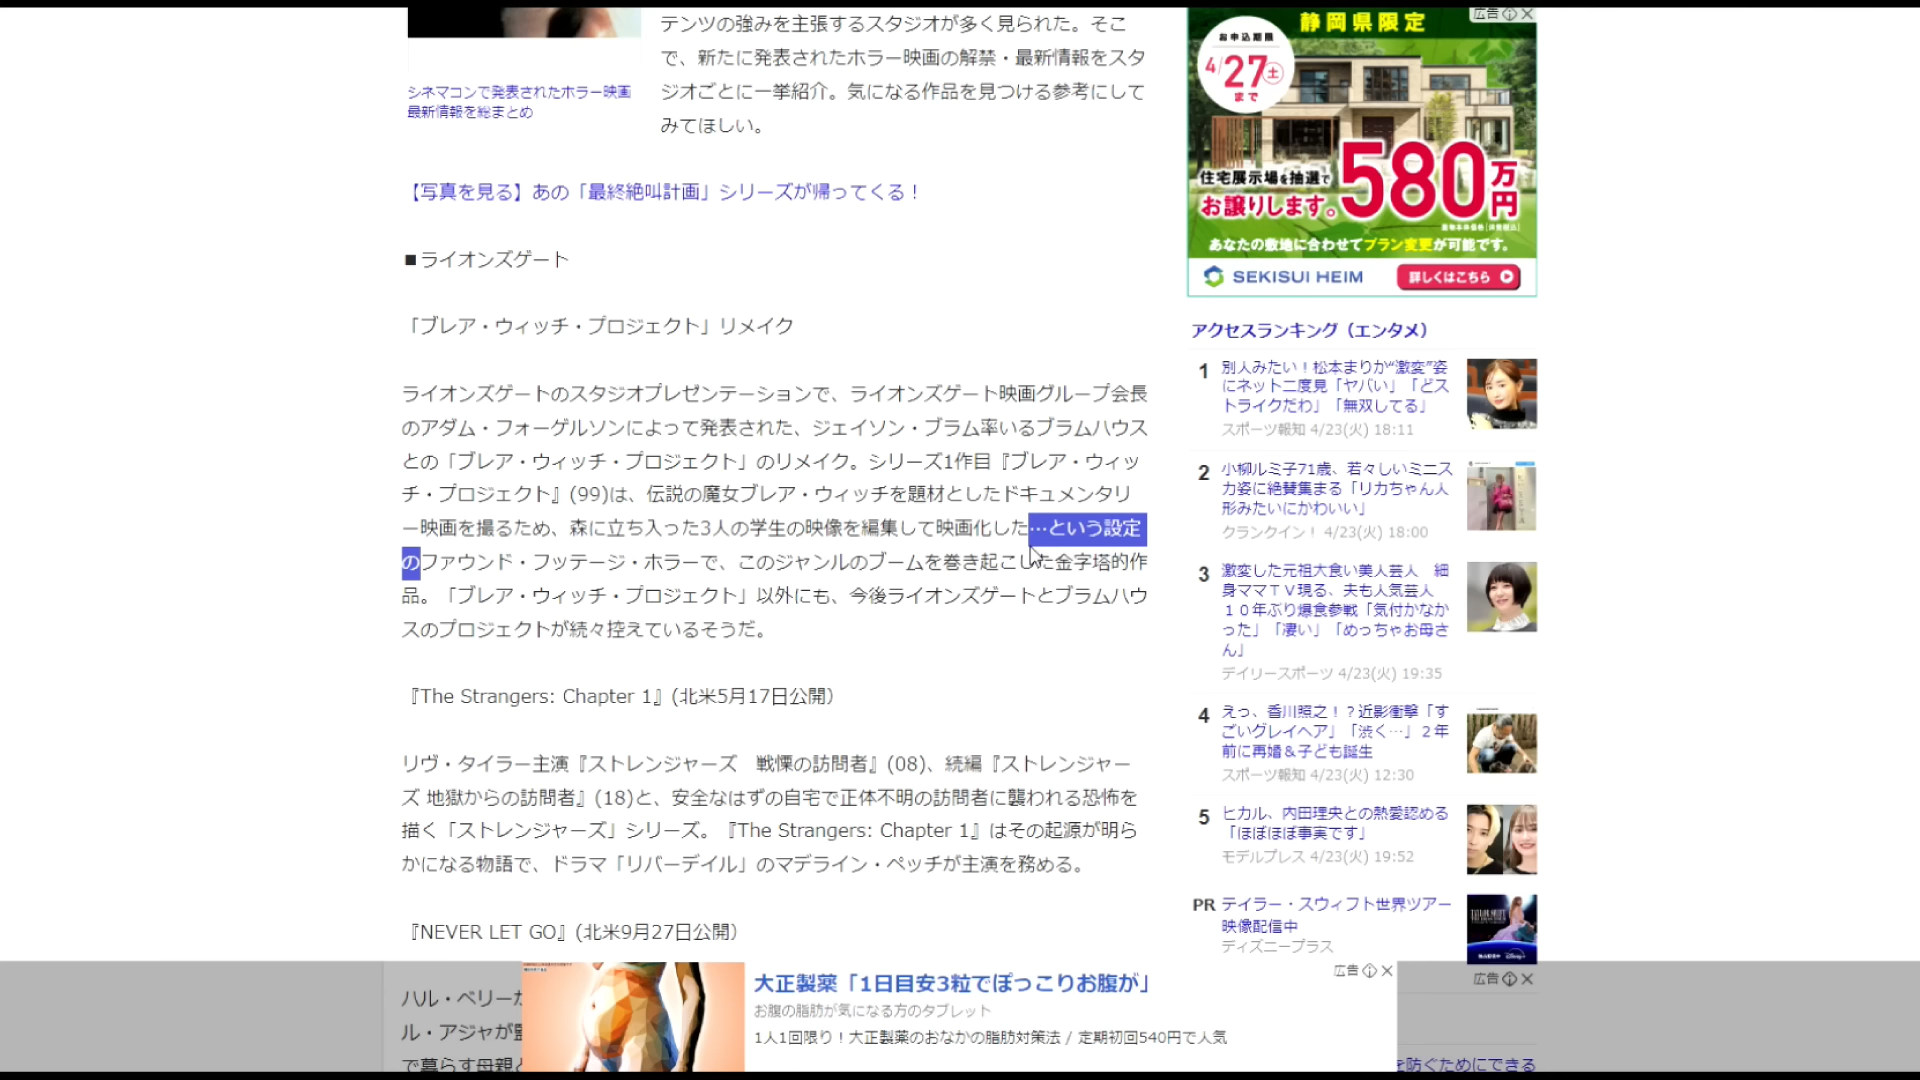 テンツの強みを主張するスタジオが多く見られた。そこ
で、新たに発表されたホラー映画の解禁・最新情報をスタ
ジオごとに一挙紹介。気になる作品を見つける参考にして
みてほしい。
シネマコンで発表されたホラー映画
最新情報を総まとめ
【写真を見る】あの「最終絶叫計画」シリーズが帰ってくる！
■ライオンズゲート
「ブレア・ウィッチ・プロジェクト」リメイク
ライオンズゲートのスタジオプレゼンテーションで、ライオンズゲート映画グループ会長
のアダム・フォーゲルソンによって発表された、ジェイソン・ブラム率いるブラムハウス
との「ブレア・ウィッチ・プロジェクト」のリメイク。シリーズ1作目『ブレア・ウィッ
チ・プロジェクト』(99)は、伝説の魔女ブレア・ウィッチを題材としたドキュメンタリ
ー映画を撮るため、森に立ち入った3人の学生の映像を編集して映画化した…という設定
のファウンド・フッテージ・ホラーで、このジャンルのブームを巻き起こした金字塔的作
品。「ブレア・ウィッチ・プロジェクト」以外にも、今後ライオンズゲートとブラムハウ
スのプロジェクトが続々控えているそうだ。
『The Strangers: Chapter 1』(北米5月17日公開)
リヴ・タイラー主演『ストレンジャーズ　戦慄の訪問者』(08)、続編『ストレンジャー
ズ 地獄からの訪問者』(18)と、安全なはずの自宅で正体不明の訪問者に襲われる恐怖を
描く「ストレンジャーズ」シリーズ。『The Strangers: Chapter 1』はその起源が明ら
かになる物語で、ドラマ「リバーデイル」のマデライン・ペッチが主演を務める。
『NEVER LET GO』(北米9月27日公開)
ハル・ベリーが
ル・アジャが監
で暮らす母親と
静岡県限定
広告
お申込期限
4/27土
まで
住宅展示場を抽選で
お譲りします。
580万円
あなたの敷地に合わせてプラン変更が可能です。
SEKISUI HEIM
詳しくはこちら
アクセスランキング（エンタメ）
1
別人みたい！松本まりか“激変”姿
にネット二度見「ヤバい」「どス
トライクだわ」「無双してる」
スポーツ報知 4/23(火) 18:11
2
小柳ルミ子71歳、若々しいミニス
カ姿に絶賛集まる「リカちゃん人
形みたいにかわいい」
クランクイン！ 4/23(火) 18:00
3
激変した元祖大食い美人芸人　細
身ママＴＶ現る、夫も人気芸人
１０年ぶり爆食参戦「気付かなか
った」「凄い」「めっちゃお母さ
ん」
デイリースポーツ 4/23(火) 19:35
4
えっ、香川照之！？近影衝撃「す
ごいグレイヘア」「渋く…」２年
前に再婚＆子ども誕生
スポーツ報知 4/23(火) 12:30
5
ヒカル、内田理央との熱愛認める
「ほぼほぼ事実です」
モデルプレス 4/23(火) 19:52
PR
テイラー・スウィフト世界ツアー
映像配信中
ディズニープラス
広告
大正製薬「1日目安3粒でぽっこりお腹が」
お腹の脂肪が気になる方のタブレット
1人1回限り！大正製薬のおなかの脂肪対策法 / 定期初回540円で人気
広告
を防ぐためにできる